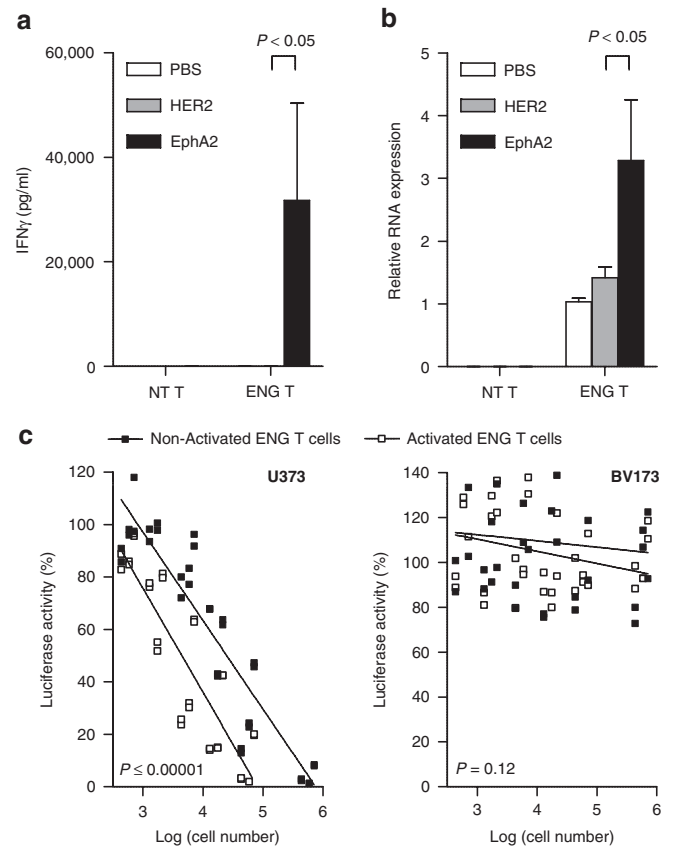 a
P < 0.05
60,000
40,000
20,000
0
IFNγ (pg/ml)
PBS
HER2
EphA2
NT T
ENG T
b
P < 0.05
5
4
3
2
1
0
Relative RNA expression
PBS
HER2
EphA2
NT T
ENG T
c
Non-Activated ENG T cells
Activated ENG T cells
U373
120
100
80
60
40
20
0
Luciferase activity (%)
P ≤ 0.00001
3 4 5 6
Log (cell number)
BV173
140
120
100
80
60
40
20
0
Luciferase activity (%)
P = 0.12
3 4 5 6
Log (cell number)